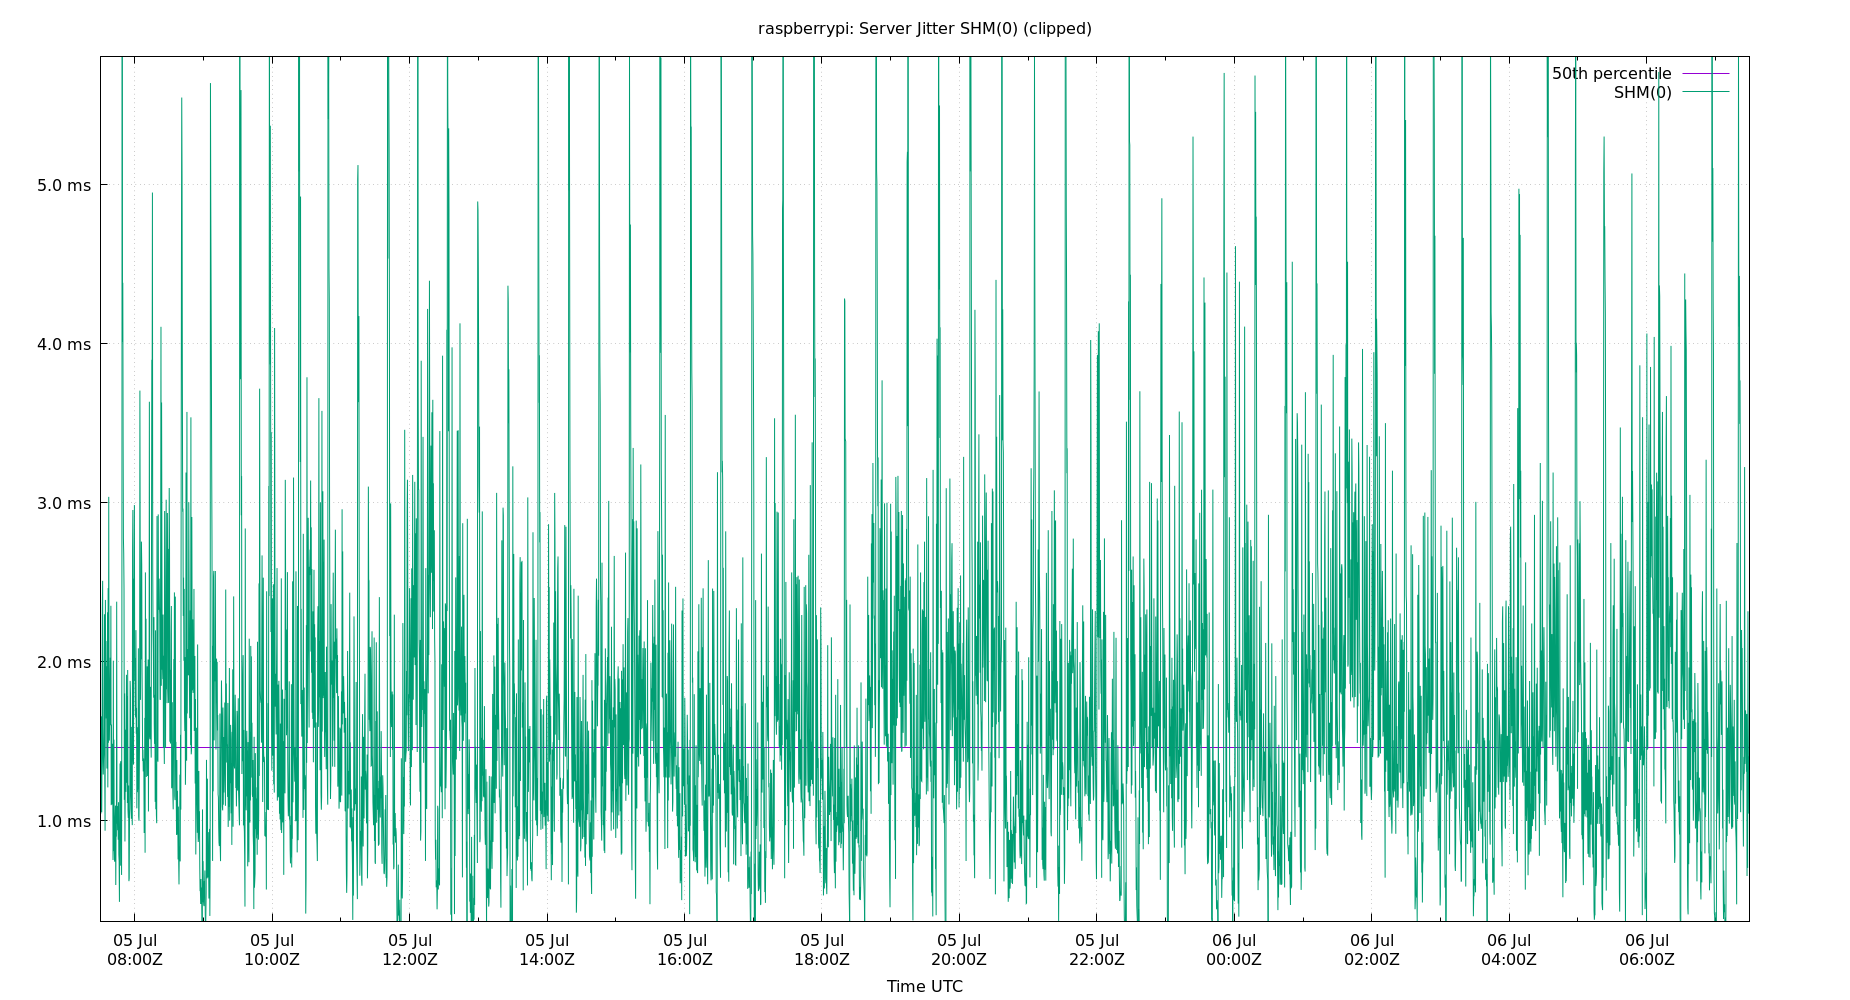 raspberrypi: Server Jitter SHM(0) (clipped)
50th percentile
SHM(0)
5.0 ms
4.0 ms
3.0 ms
2.0 ms
1.0 ms
05 Jul 05 Jul 05 Jul 05 Jul 05 Jul 05 Jul 05 Jul 05 Jul 06 Jul 06 Jul 06 Jul 06 Jul
08:00Z 10:00Z 12:00Z 14:00Z 16:00Z 18:00Z 20:00Z 22:00Z 00:00Z 02:00Z 04:00Z 06:00Z
Time UTC